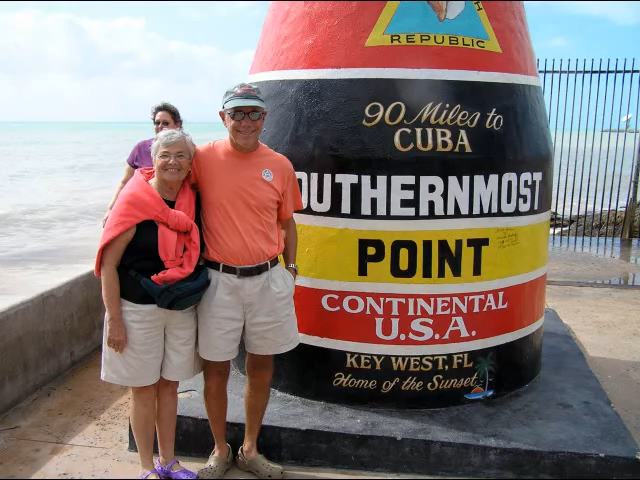 REPUBLIC
90 Miles to
CUBA
OUTHERNMOST
POINT
CONTINENTAL
U.S.A.
KEY WEST, FL
Home of the Sunset